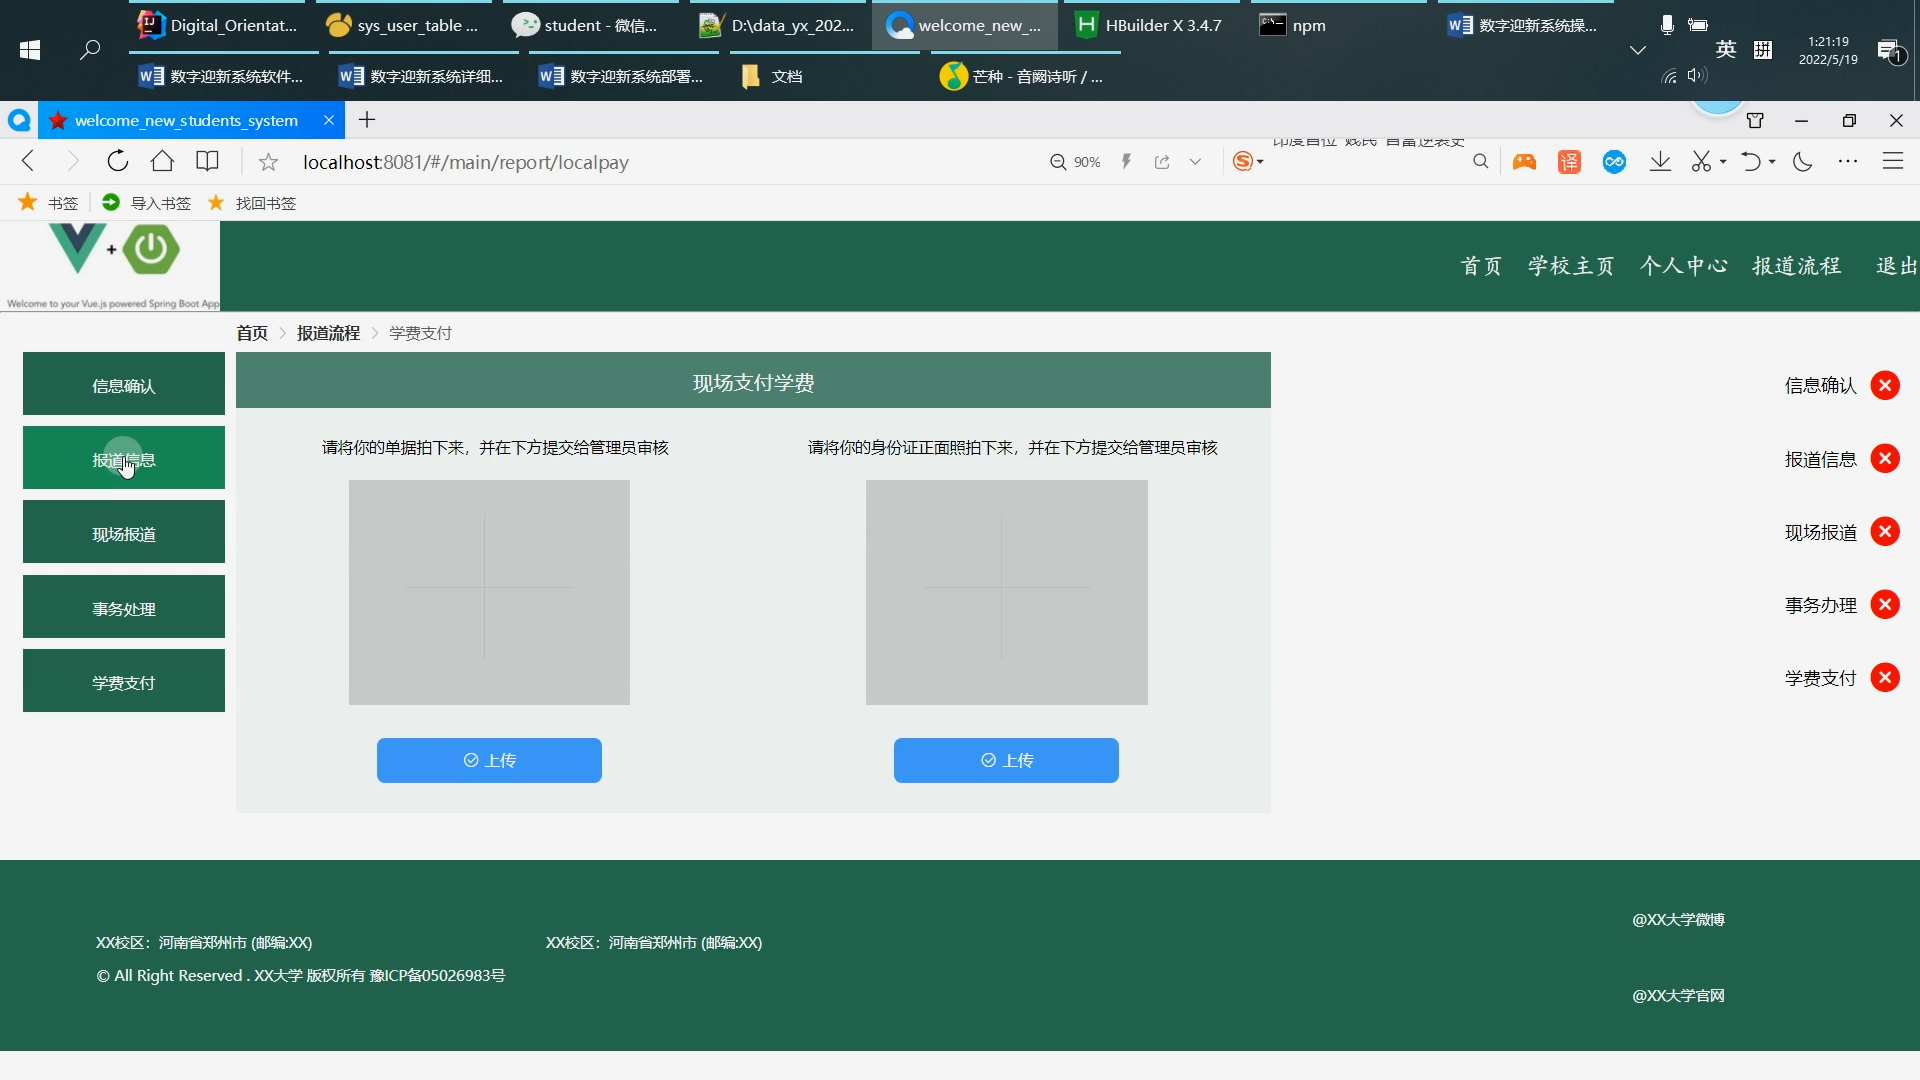 Digital_Orientat...
sys_user_table ...
student - 微信...
D:\data_yx_202...
welcome_new_...
HBuilder X 3.4.7
npm
数字迎新系统操...
数字迎新系统软件...
数字迎新系统详细...
数字迎新系统部署...
文档
芒种 - 音阙诗听 / ...
英
拼
1:21:19
2022/5/19
1
welcome_new_students_system
localhost:8081/#/main/report/localpay
90%
译
书签
导入书签
找回书签
Welcome to your Vue.js powered Spring Boot App
首页
学校主页
个人中心
报道流程
退出
首页
报道流程
学费支付
信息确认
报道信息
现场报道
事务处理
学费支付
现场支付学费
请将你的单据拍下来，并在下方提交给管理员审核
请将你的身份证正面照拍下来，并在下方提交给管理员审核
上传
上传
信息确认
报道信息
现场报道
事务办理
学费支付
XX校区：河南省郑州市 (邮编:XX)
XX校区：河南省郑州市 (邮编:XX)
© All Right Reserved . XX大学 版权所有 豫ICP备05026983号
@XX大学微博
@XX大学官网